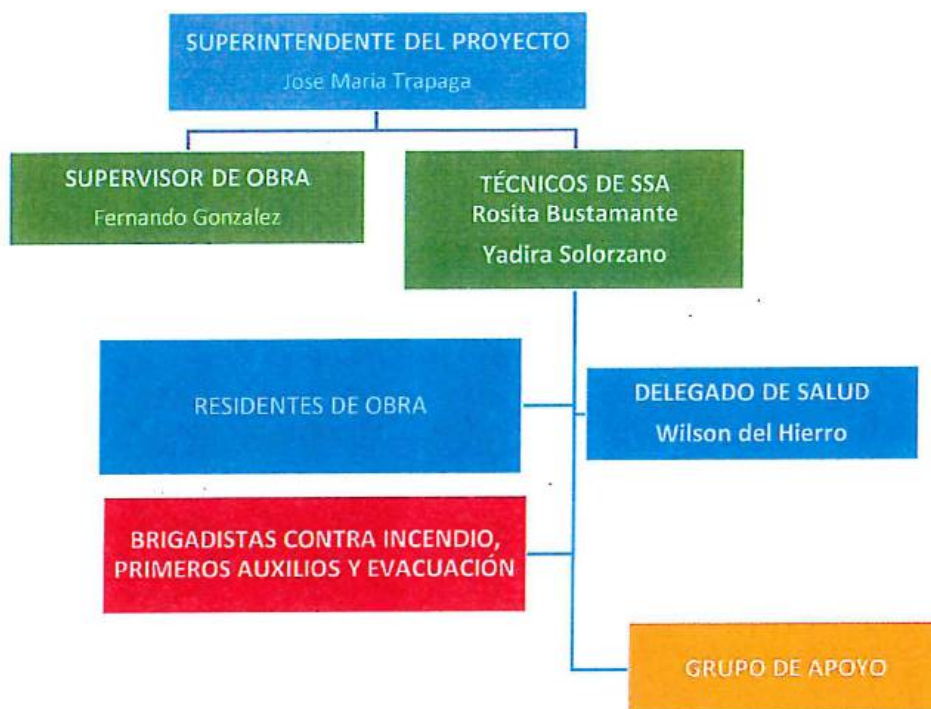 SUPERINTENDENTE DEL PROYECTO
Jose Maria Trapaga
SUPERVISOR DE OBRA
Fernando Gonzalez
TÉCNICOS DE SSA
Rosita Bustamante
Yadira Solorzano
RESIDENTES DE OBRA
DELEGADO DE SALUD
Wilson del Hierro
BRIGADISTAS CONTRA INCENDIO,
PRIMEROS AUXILIOS Y EVACUACIÓN
GRUPO DE APOYO